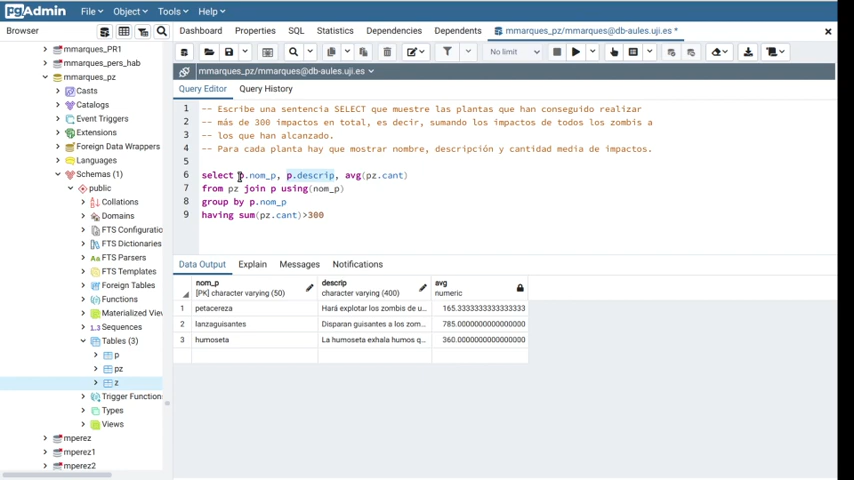 pgAdmin File Object Tools Help
Browser
Dashboard Properties SQL Statistics Dependencies Dependents mmarques_pz/mmarques@db-aules.uji.es *
No limit
mmarques_PR1
mmarques_pers_hab
mmarques_pz
Casts
Catalogs
Event Triggers
Extensions
Foreign Data Wrappers
Languages
Schemas (1)
public
Collations
Domains
FTS Configuratio
FTS Dictionaries
FTS Parsers
FTS Templates
Foreign Tables
Functions
Materialized View
1..3 Sequences
Tables (3)
p
pz
z
Trigger Function
Types
Views
mperez
mperez1
mperez2
mmarques_pz/mmarques@db-aules.uji.es
Query Editor Query History
1 -- Escribe una sentencia SELECT que muestre las plantas que han conseguido realizar
2 -- más de 300 impactos en total, es decir, sumando los impactos de todos los zombis a
3 -- los que han alcanzado.
4 -- Para cada planta hay que mostrar nombre, descripción y cantidad media de impactos.
5
6 select p.nom_p, p.descrip, avg(pz.cant)
7 from pz join p using(nom_p)
8 group by p.nom_p
9 having sum(pz.cant)>300
Data Output Explain Messages Notifications
nom_p descrip avg
[PK] character varying (50) character varying (400) numeric
1 petacereza Hará explotar los zombis de u... 165.3333333333333333
2 lanzaguisantes Disparan guisantes a los zom... 785.0000000000000000
3 humoseta La humoseta exhala humos q... 360.0000000000000000